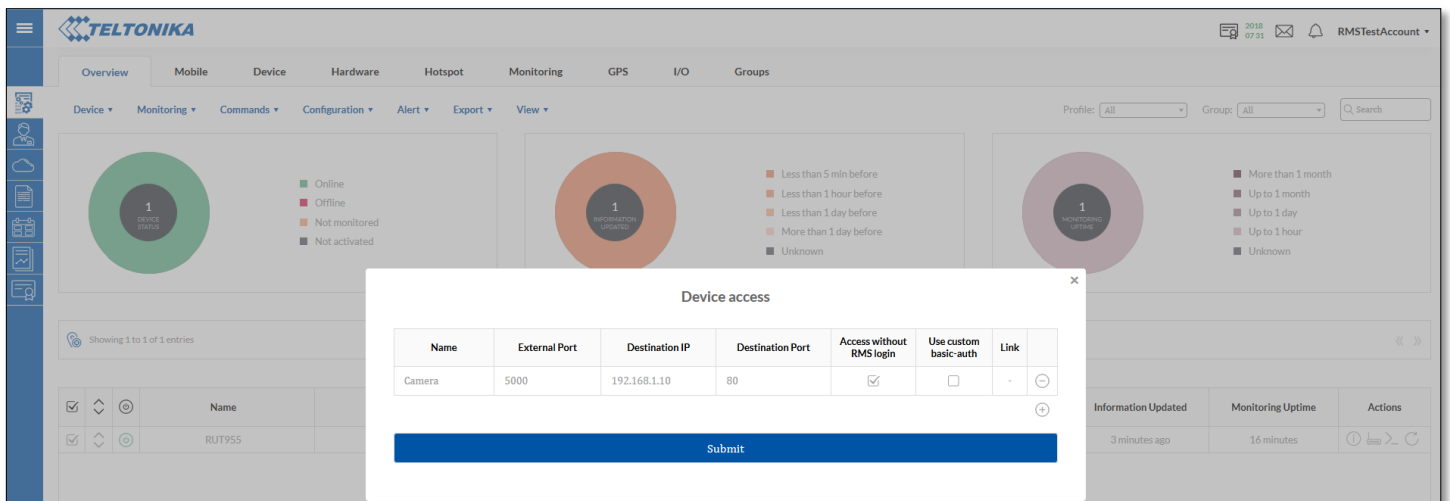 TELTONIKA
2018
07 31
RMSTestAccount
Overview Mobile Device Hardware Hotspot Monitoring GPS I/O Groups
Device Monitoring Commands Configuration Alert Export View Profile: All Group: All Search
1
DEVICE
STATUS
Online
Offline
Not monitored
Not activated
1
INFORMATION
UPDATED
Less than 5 min before
Less than 1 hour before
Less than 1 day before
More than 1 day before
Unknown
1
MONITORING
UPTIME
More than 1 month
Up to 1 month
Up to 1 day
Up to 1 hour
Unknown
Device access
Name External Port Destination IP Destination Port Access without RMS login Use custom basic-auth Link
Camera 5000 192.168.1.10 80 -
Submit
Showing 1 to 1 of 1 entries
Name Information Updated Monitoring Uptime Actions
RUT955 3 minutes ago 16 minutes